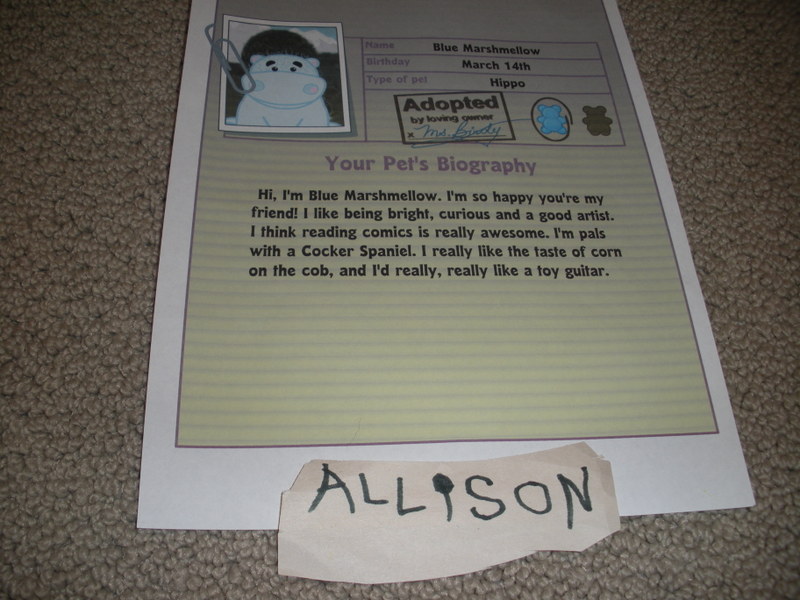 Name Blue Marshmellow
Birthday March 14th
Type of pet Hippo
Adopted
by loving owner
x Ms. Birdy
Your Pet's Biography
Hi, I'm Blue Marshmellow. I'm so happy you're my
friend! I like being bright, curious and a good artist.
I think reading comics is really awesome. I'm pals
with a Cocker Spaniel. I really like the taste of corn
on the cob, and I'd really, really like a toy guitar.
ALLiSON